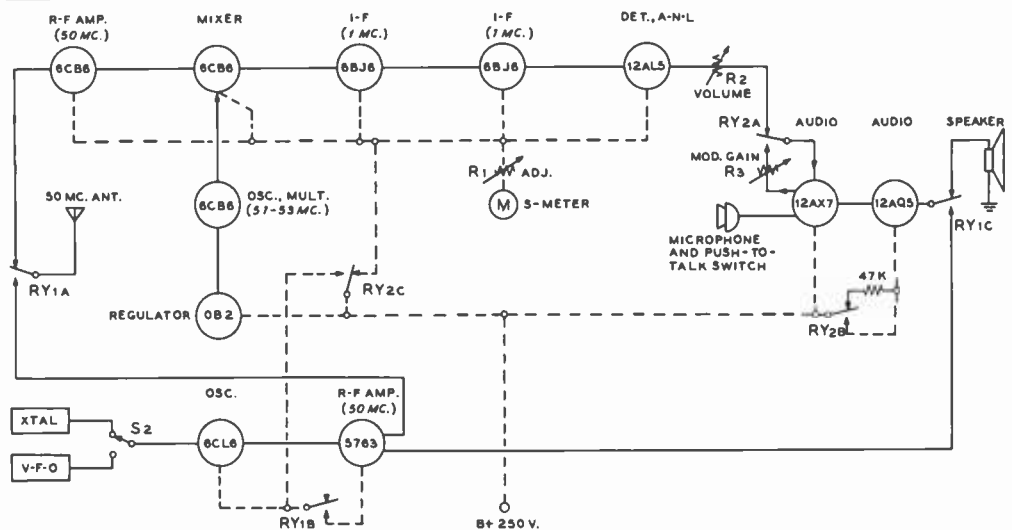 R-F AMP.
(50 MC.)
MIXER
I-F
(1 MC.)
I-F
(1 MC.)
DET., A-N-L
6CB6
6CB6
6BJ6
6BJ6
12AL5
R2
VOLUME
RY2A
AUDIO
AUDIO
SPEAKER
MOD. GAIN
R3
R1
ADJ.
50 MC. ANT.
6CB6
OSC., MULT.
(51-53MC.)
M
S-METER
12AX7
12AQ5
RY1C
MICROPHONE
AND PUSH-TO-
TALK SWITCH
RY1A
RY2C
47K
REGULATOR
0B2
RY2B
OSC.
R-F AMP.
(50 MC.)
XTAL
S2
6CL6
5763
V-F-O
RY1B
B+ 250 V.